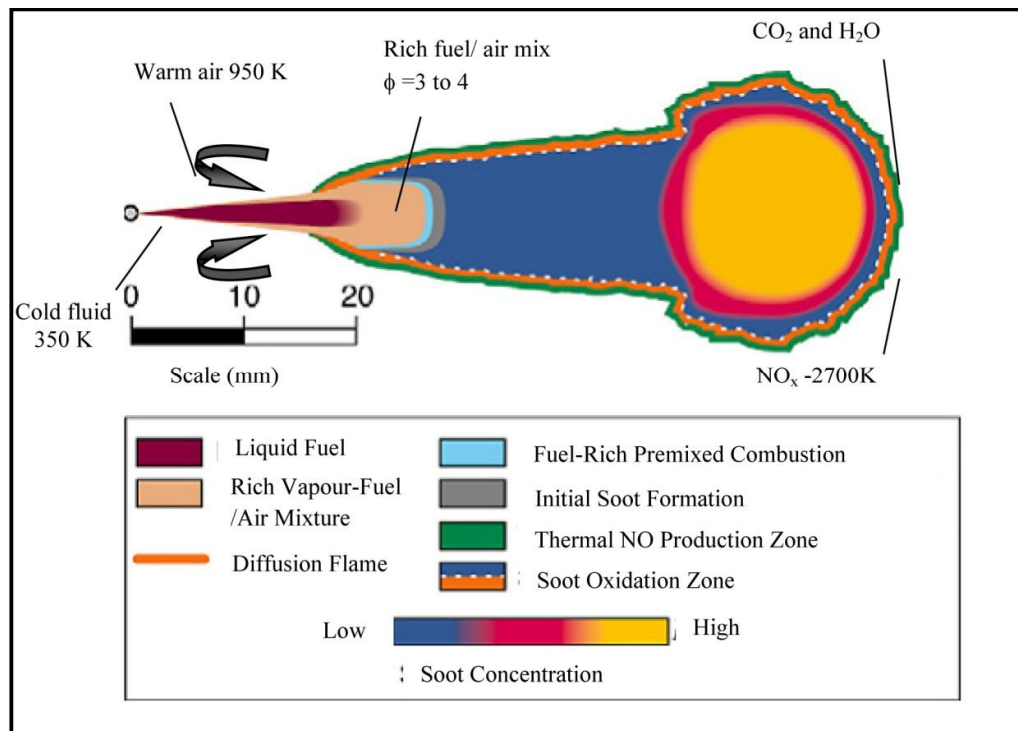 CO₂ and H₂O
Rich fuel/ air mix
ϕ =3 to 4
Warm air 950 K
0 10 20
Cold fluid
350 K
Scale (mm)
NOₓ -2700K
Liquid Fuel
Fuel-Rich Premixed Combustion
Rich Vapour-Fuel
/Air Mixture
Initial Soot Formation
Thermal NO Production Zone
Diffusion Flame
Soot Oxidation Zone
Low
High
Soot Concentration